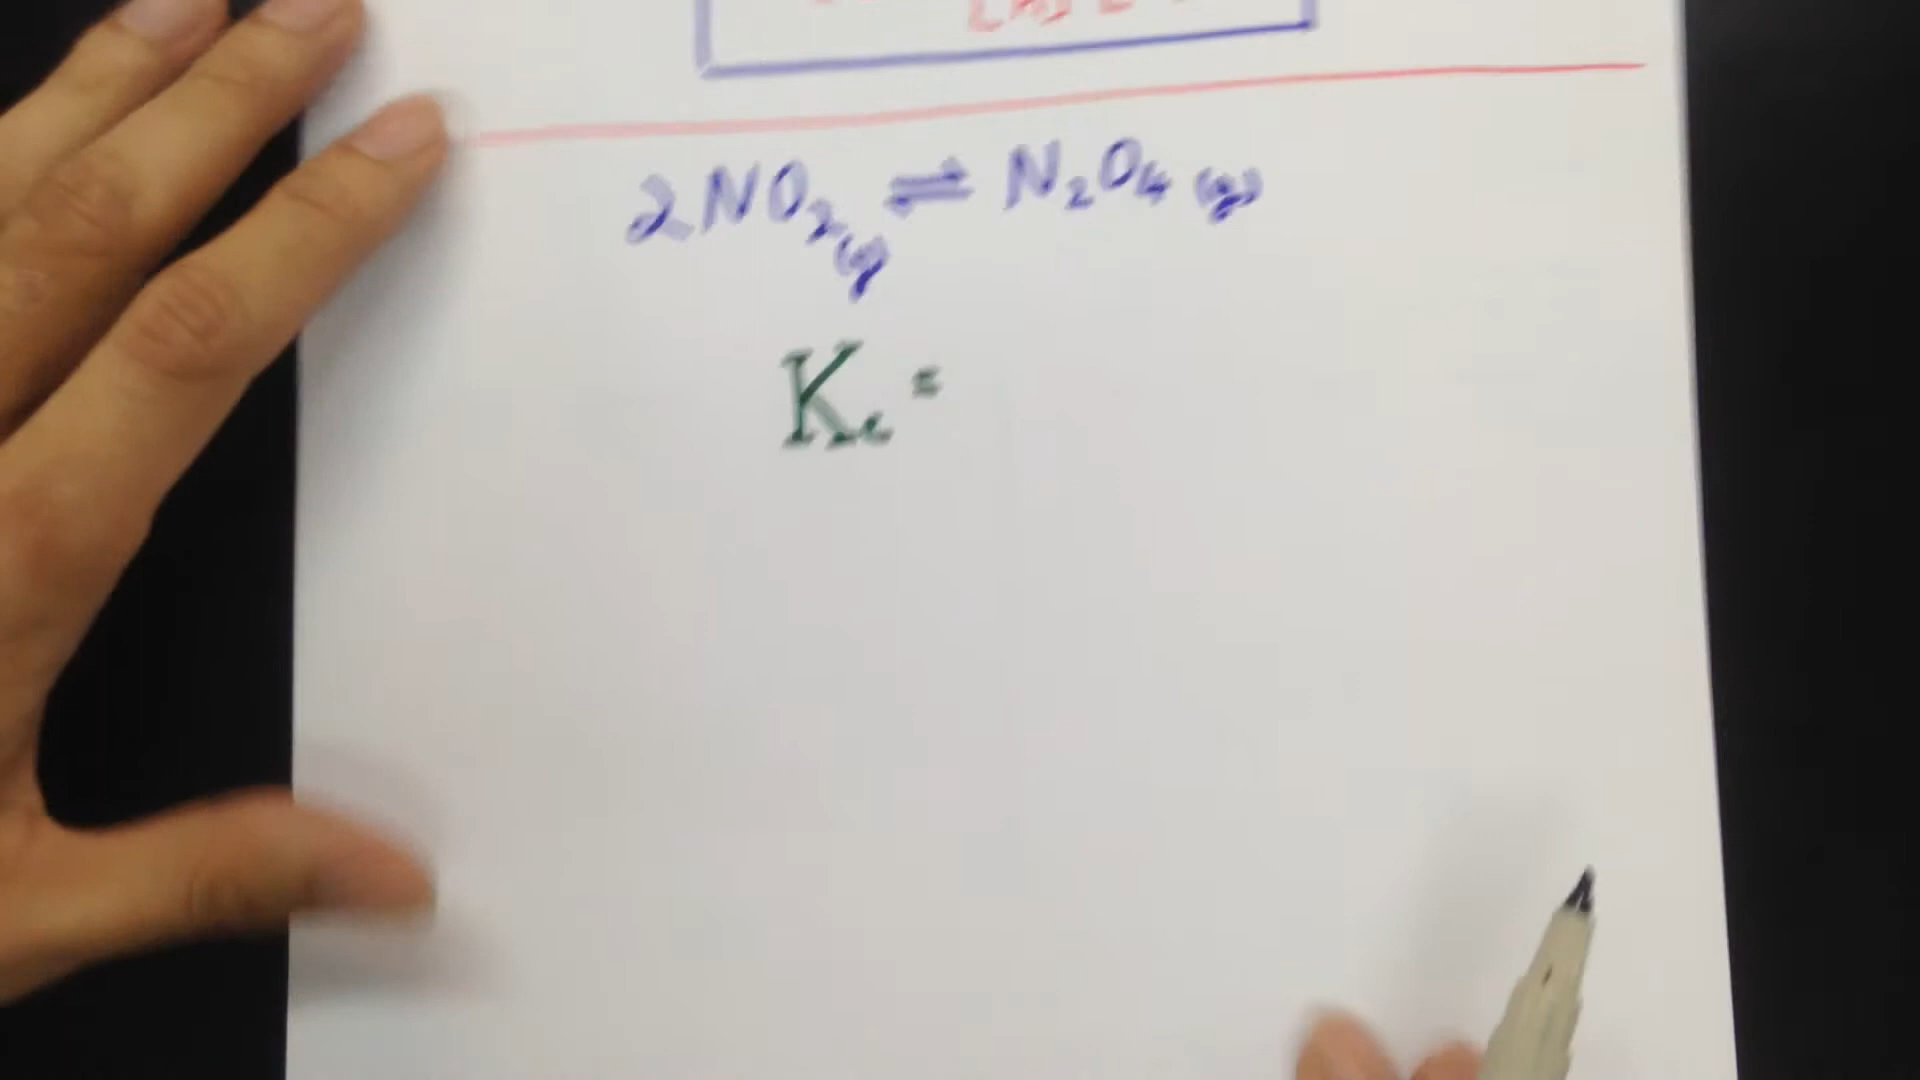 2NO₂(g) ⇌ N₂O₄(g)
Kc =